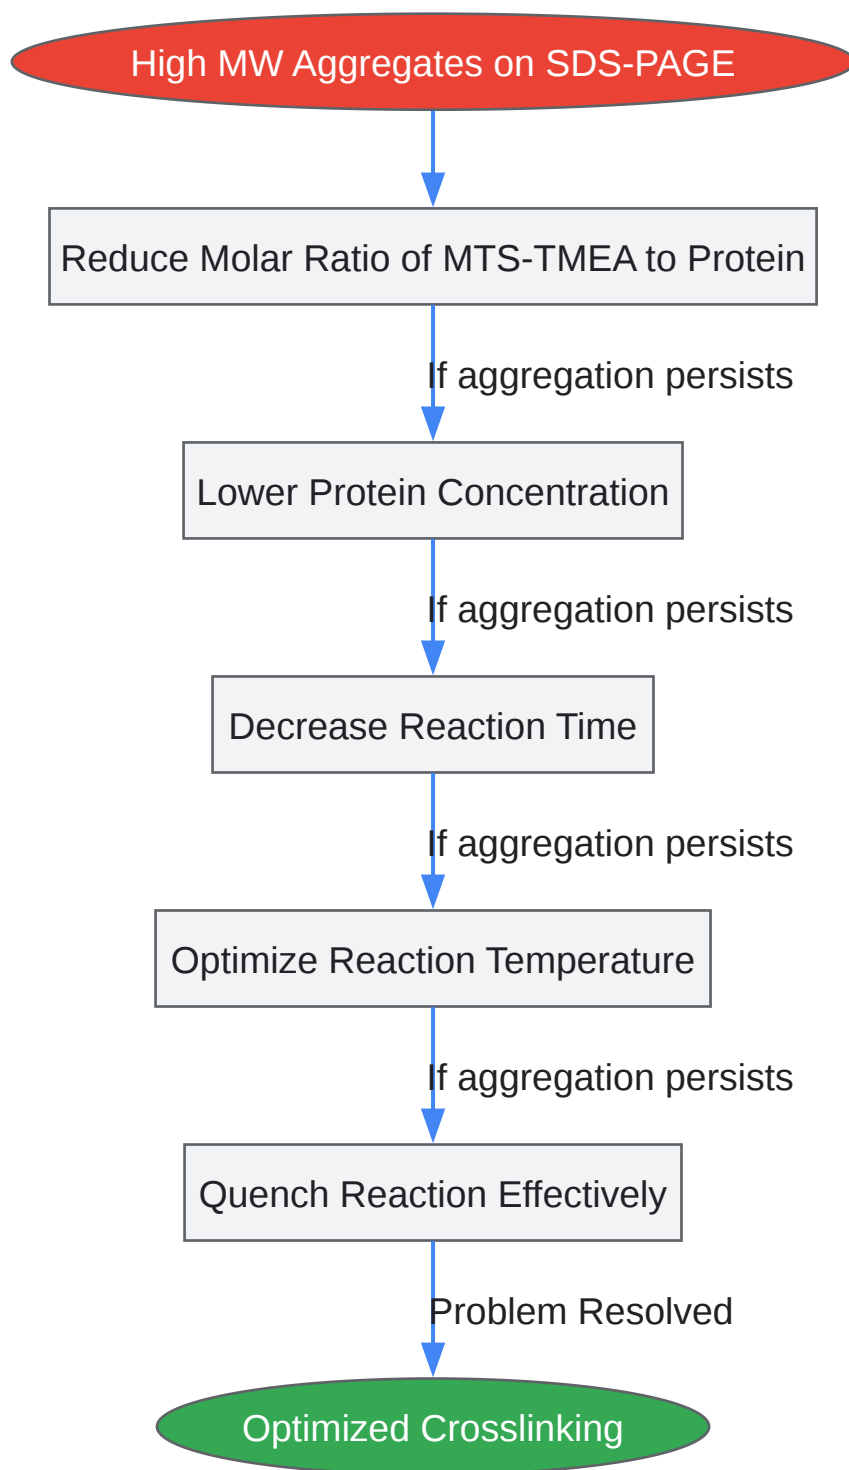 High MW Aggregates on SDS-PAGE
Reduce Molar Ratio of MTS-TMEA to Protein
If aggregation persists
Lower Protein Concentration
If aggregation persists
Decrease Reaction Time
If aggregation persists
Optimize Reaction Temperature
If aggregation persists
Quench Reaction Effectively
Problem Resolved
Optimized Crosslinking